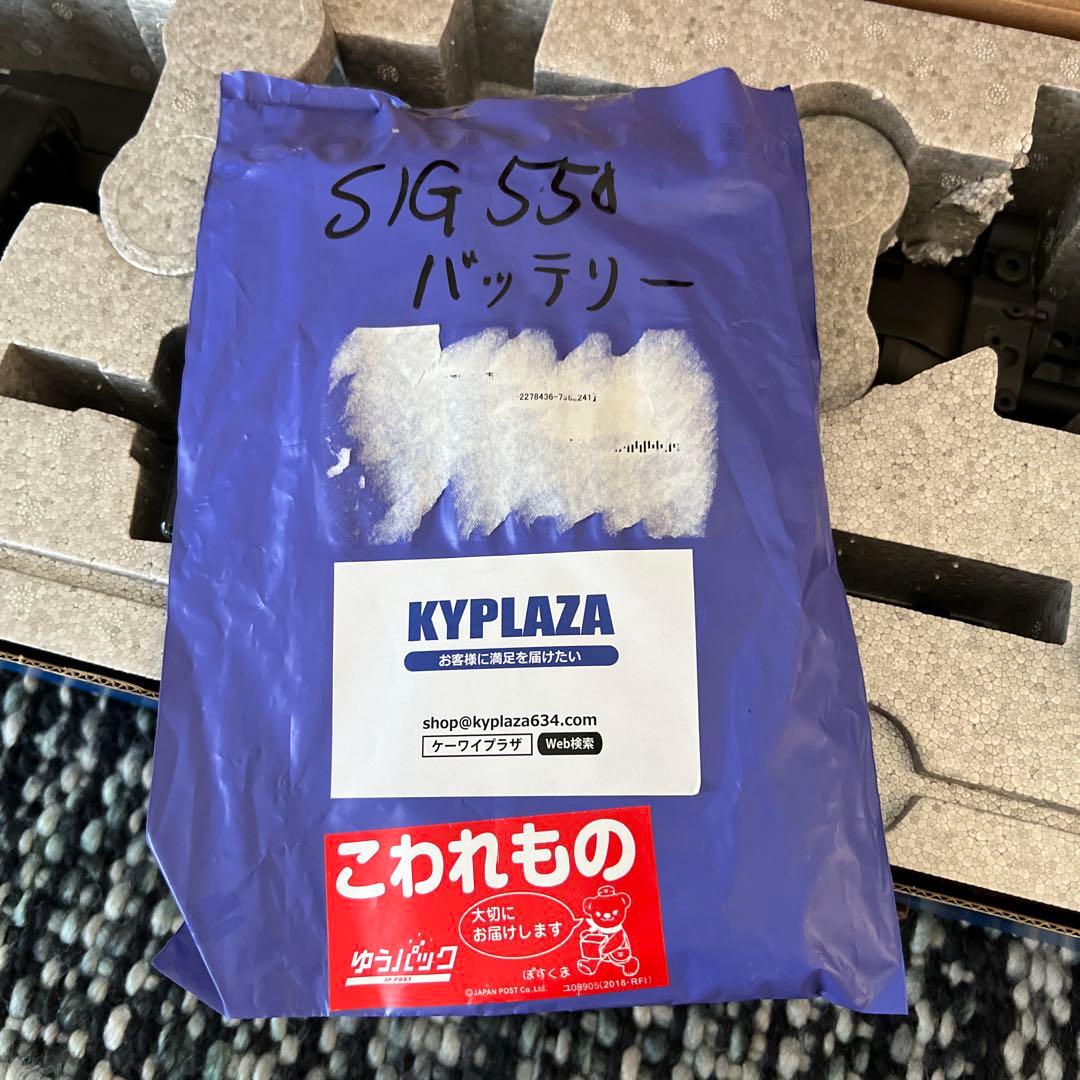 SIG 550
バッテリー
KYPLAZA
お客様に満足を届けたい
shop@kyplaza634.com
ケーワイプラザ Web検索
こわれもの
大切に
お届けします
ゆうパック
JP POST
ぽすくま
©JAPAN POST Co.,Ltd. ユ08905(2018・RFI)